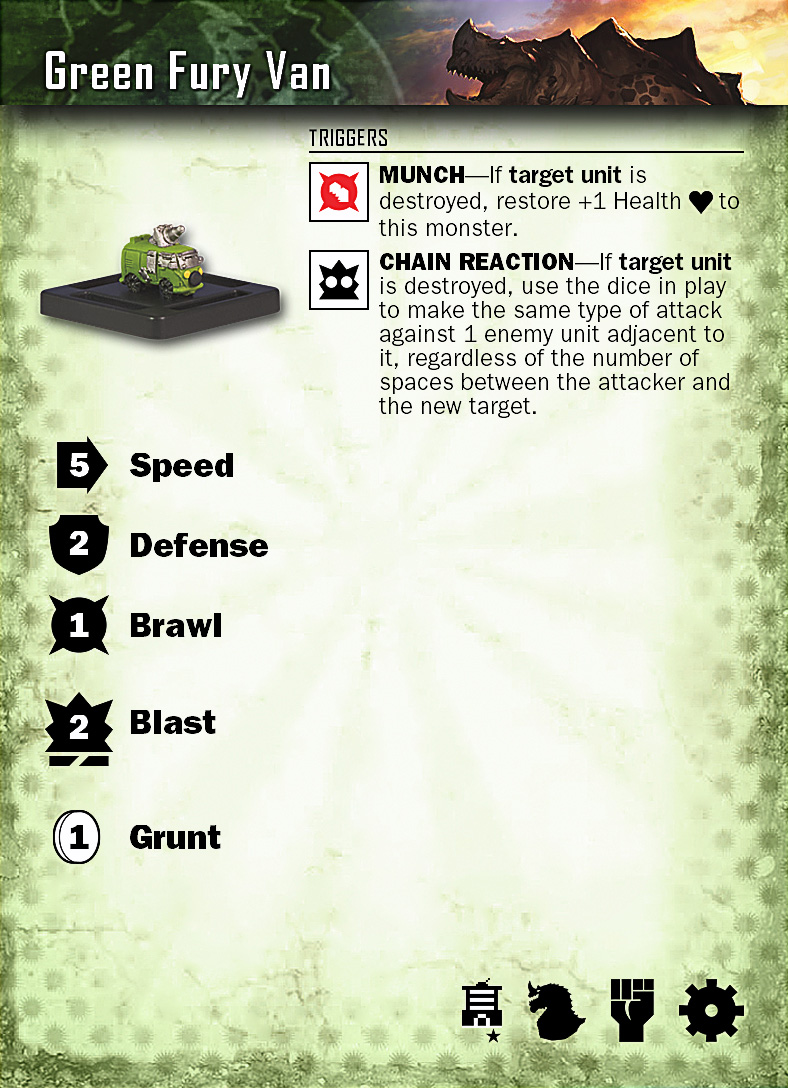 Green Fury Van
TRIGGERS
MUNCH—If target unit is
destroyed, restore +1 Health ♥ to
this monster.
CHAIN REACTION—If target unit
is destroyed, use the dice in play
to make the same type of attack
against 1 enemy unit adjacent to
it, regardless of the number of
spaces between the attacker and
the new target.
5 Speed
2 Defense
1 Brawl
2 Blast
1 Grunt